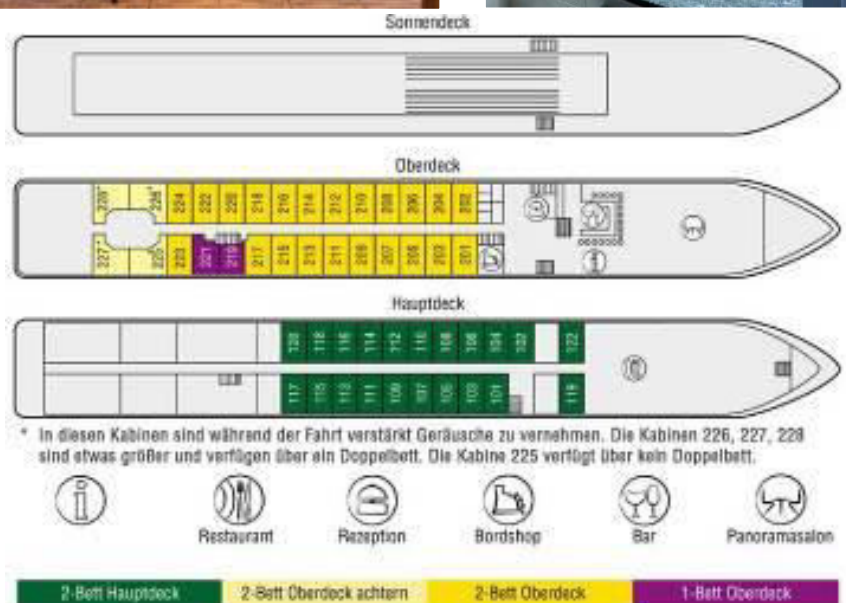 Sonnendeck
Oberdeck
228* 226* 224 222 220 218 216 214 212 210 208 206 204 202
227* 225 223 221 219 217 215 213 211 209 207 205 203 201
Hauptdeck
120 118 116 114 112 110 108 106 104 102 122
117 115 113 111 109 107 105 103 101 119
* In diesen Kabinen sind während der Fahrt verstärkt Geräusche zu vernehmen. Die Kabinen 226, 227, 228
sind etwas größer und verfügen über ein Doppelbett. Die Kabine 225 verfügt über kein Doppelbett.
i
Restaurant Rezeption Bordshop Bar Panoramasalon
2-Bett Hauptdeck 2-Bett Oberdeck achtern 2-Bett Oberdeck 1-Bett Oberdeck